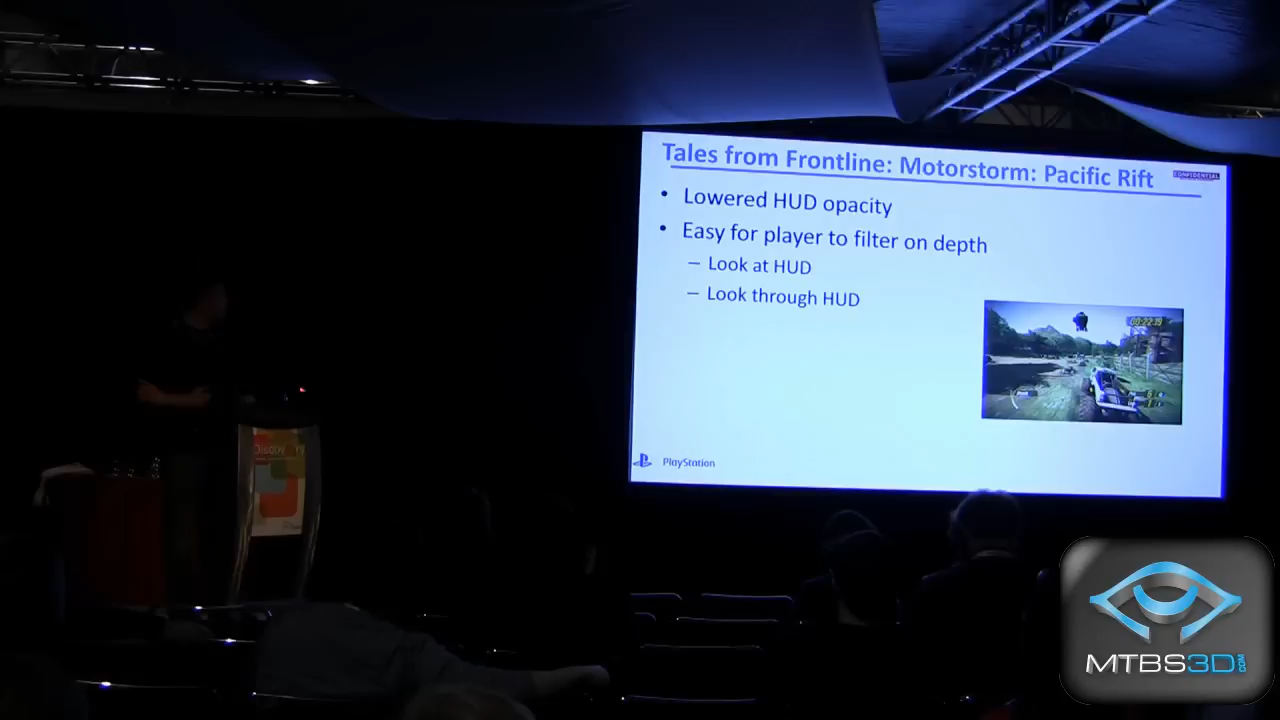 Tales from Frontline: Motorstorm: Pacific Rift
CONFIDENTIAL
• Lowered HUD opacity
• Easy for player to filter on depth
– Look at HUD
– Look through HUD
PlayStation
MTBS3D.COM